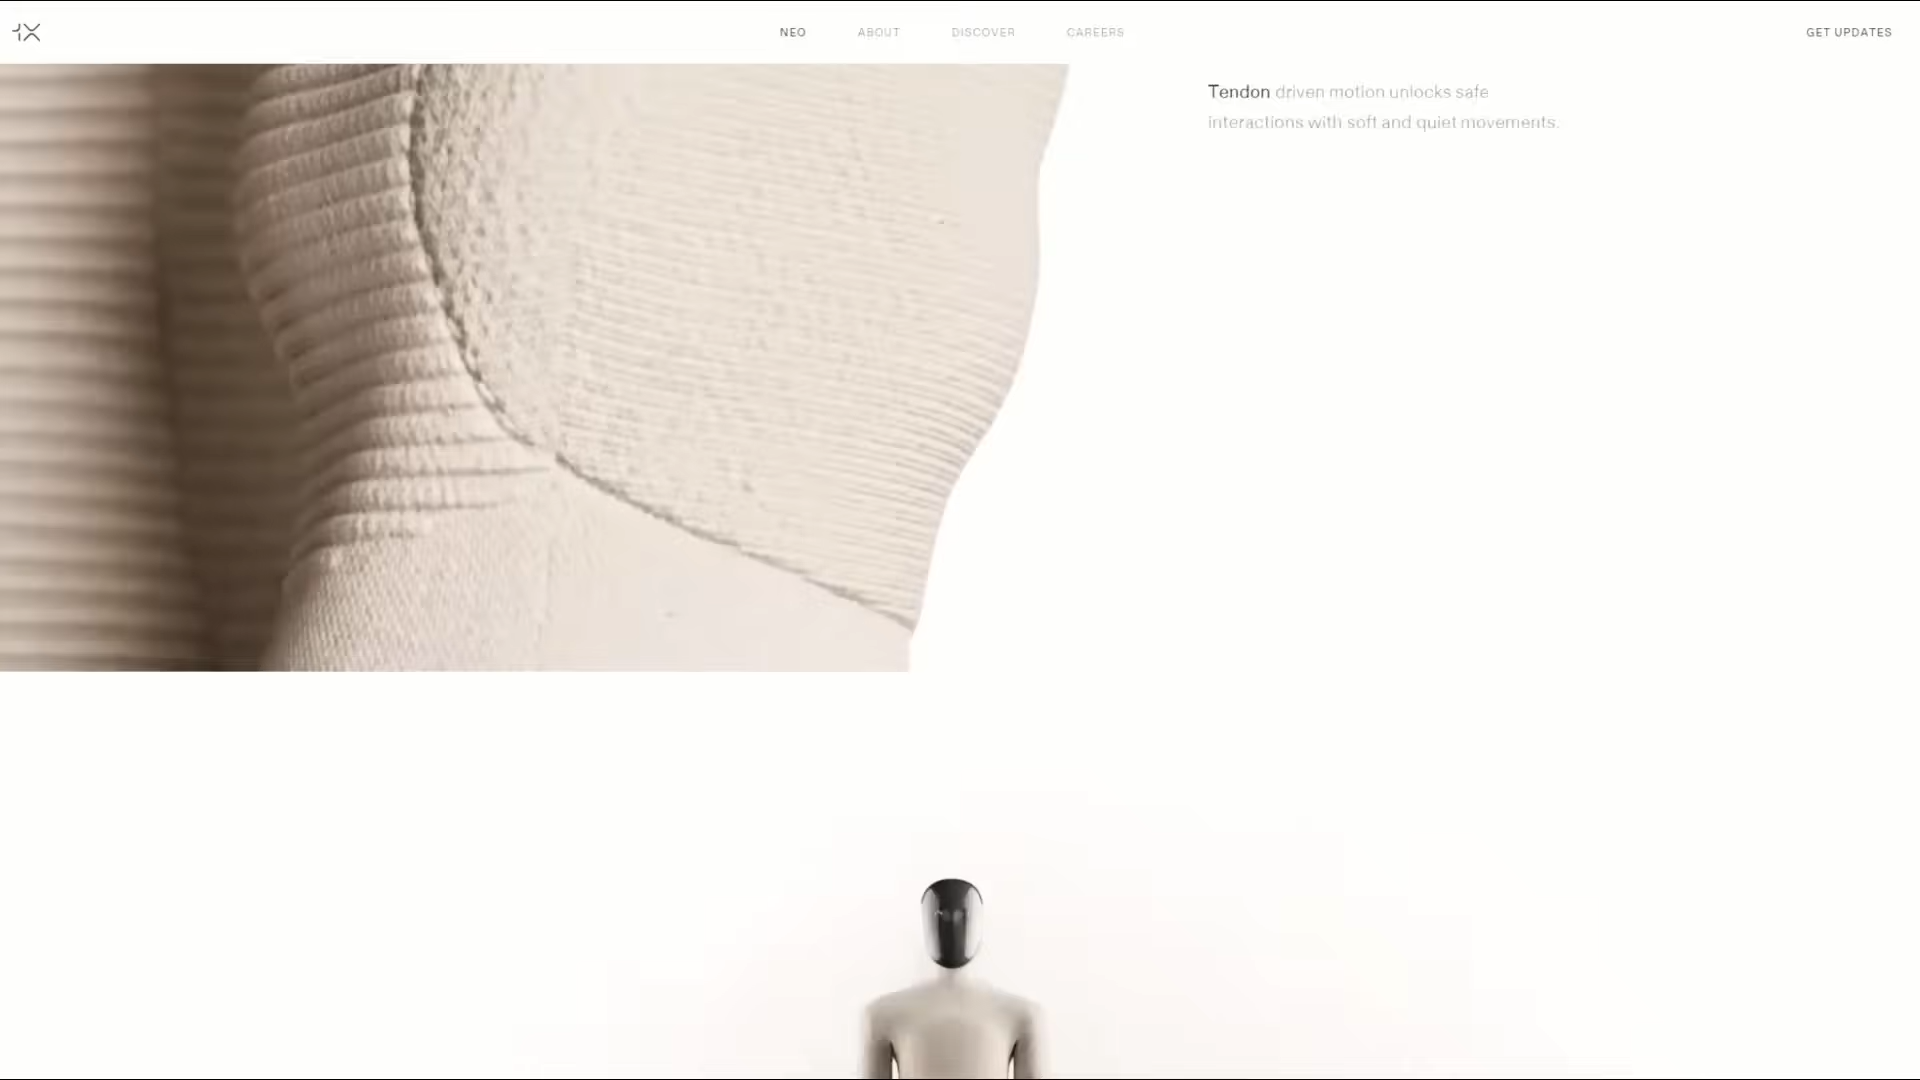 1X
NEO
ABOUT
DISCOVER
CAREERS
GET UPDATES
Tendon driven motion unlocks safe
interactions with soft and quiet movements.